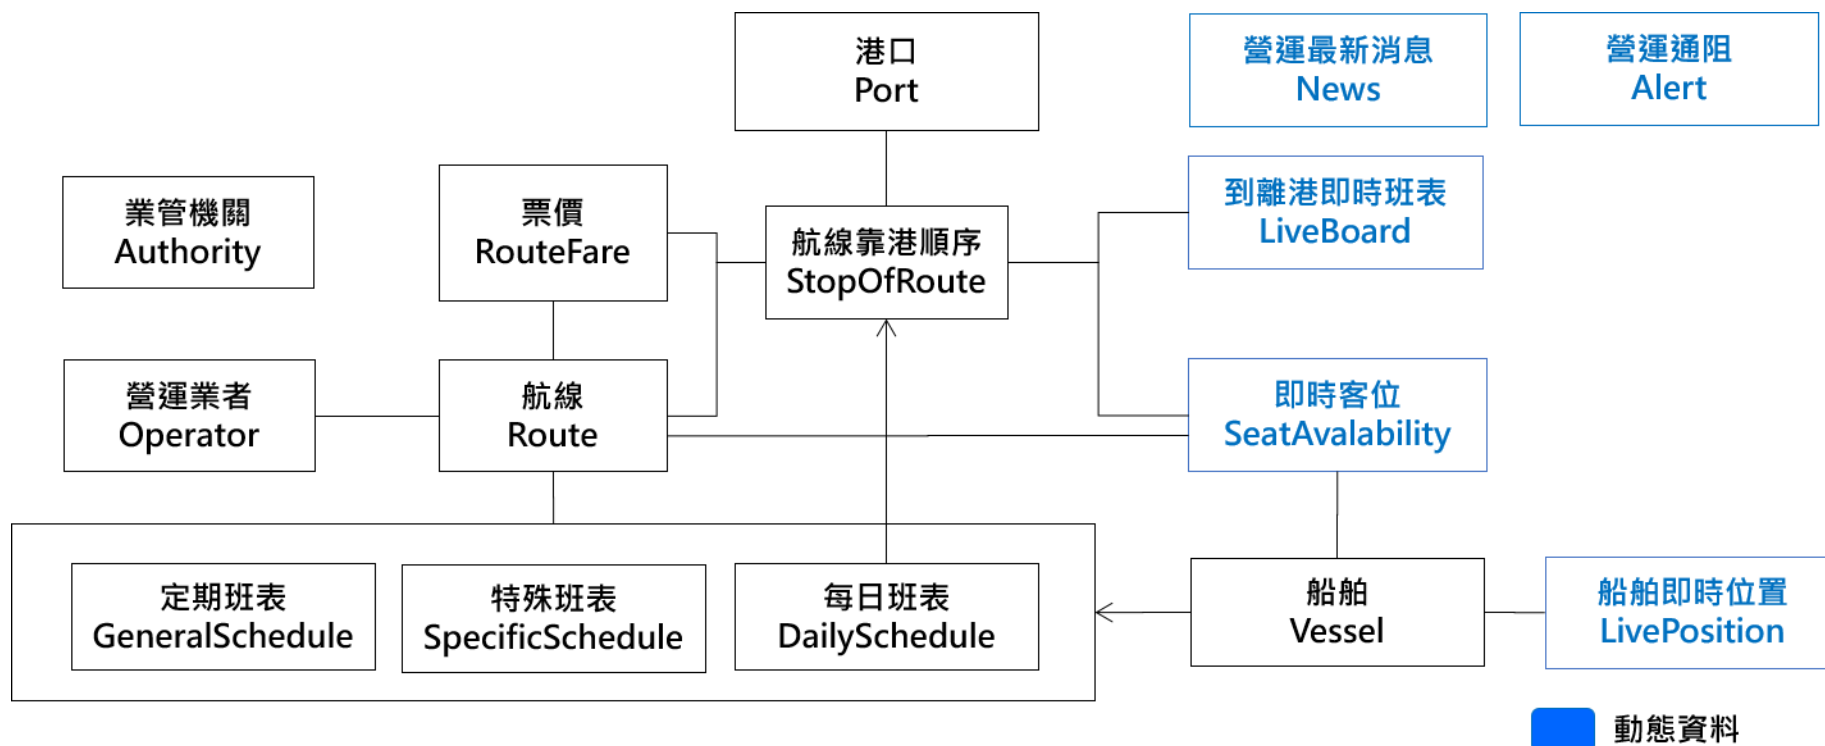 港口
Port
營運最新消息
News
營運通阻
Alert
業管機關
Authority
票價
RouteFare
航線靠港順序
StopOfRoute
到離港即時班表
LiveBoard
營運業者
Operator
航線
Route
即時客位
SeatAvalability
定期班表
GeneralSchedule
特殊班表
SpecificSchedule
每日班表
DailySchedule
船舶
Vessel
船舶即時位置
LivePosition
動態資料